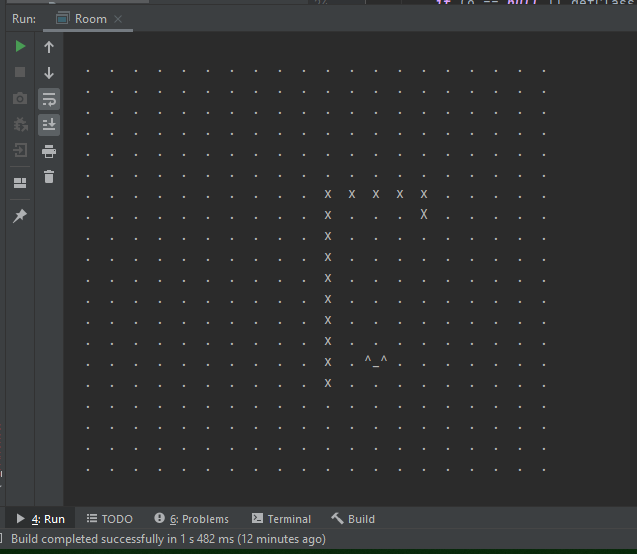 Run: Room
. . . . . . . . . . . . . . . . . . . .
. . . . . . . . . . . . . . . . . . . .
. . . . . . . . . . . . . . . . . . . .
. . . . . . . . . . . . . . . . . . . .
. . . . . . . . . . . . . . . . . . . .
. . . . . . . . . . . . . . . . . . . .
. . . . . . . . . . x x x x x . . . . .
. . . . . . . . . . x . . . X . . . . .
. . . . . . . . . . x . . . . . . . . .
. . . . . . . . . . x . . . . . . . . .
. . . . . . . . . . x . . . . . . . . .
. . . . . . . . . . x . . . . . . . . .
. . . . . . . . . . x . . . . . . . . .
. . . . . . . . . . x . . . . . . . . .
. . . . . . . . . . x . ^_^ . . . . . . .
. . . . . . . . . . x . . . . . . . . .
. . . . . . . . . . . . . . . . . . . .
. . . . . . . . . . . . . . . . . . . .
. . . . . . . . . . . . . . . . . . . .
. . . . . . . . . . . . . . . . . . . .
4: Run TODO 6: Problems Terminal Build
Build completed successfully in 1 s 482 ms (12 minutes ago)